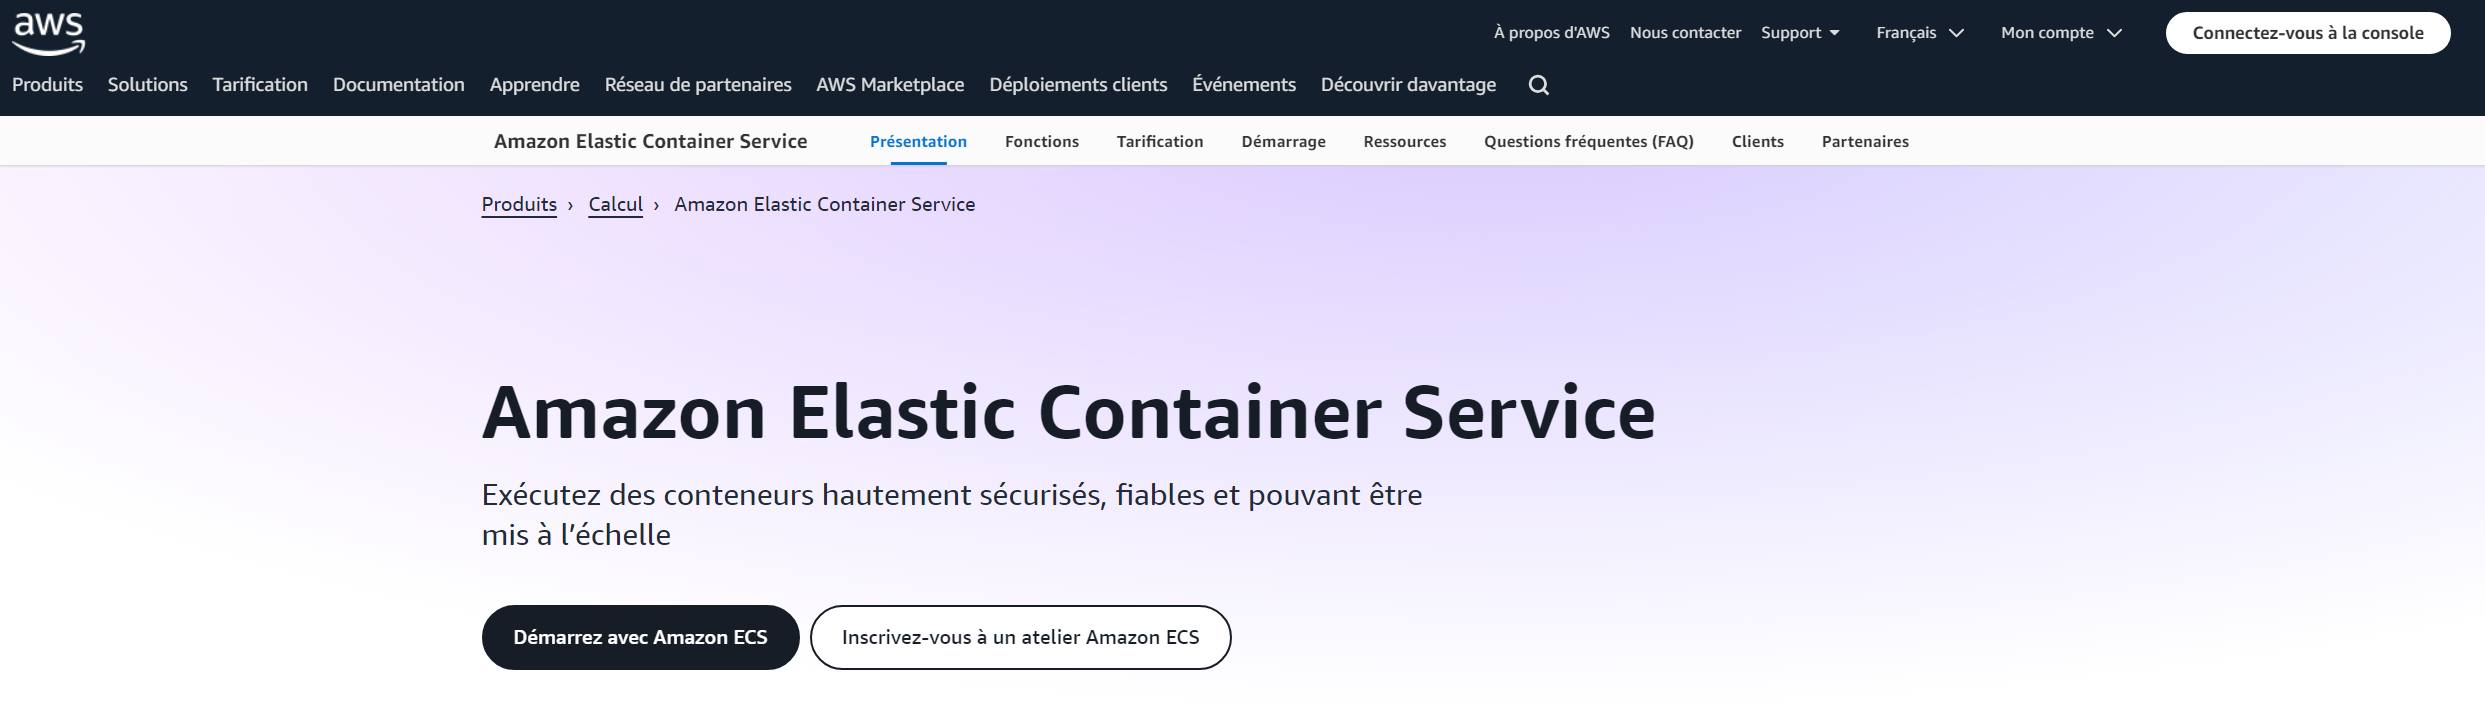 aws
À propos d'AWS Nous contacter Support Français Mon compte Connectez-vous à la console
Produits Solutions Tarification Documentation Apprendre Réseau de partenaires AWS Marketplace Déploiements clients Événements Découvrir davantage
Amazon Elastic Container Service Présentation Fonctions Tarification Démarrage Ressources Questions fréquentes (FAQ) Clients Partenaires
Produits › Calcul › Amazon Elastic Container Service
Amazon Elastic Container Service
Exécutez des conteneurs hautement sécurisés, fiables et pouvant être
mis à l’échelle
Démarrez avec Amazon ECS Inscrivez-vous à un atelier Amazon ECS